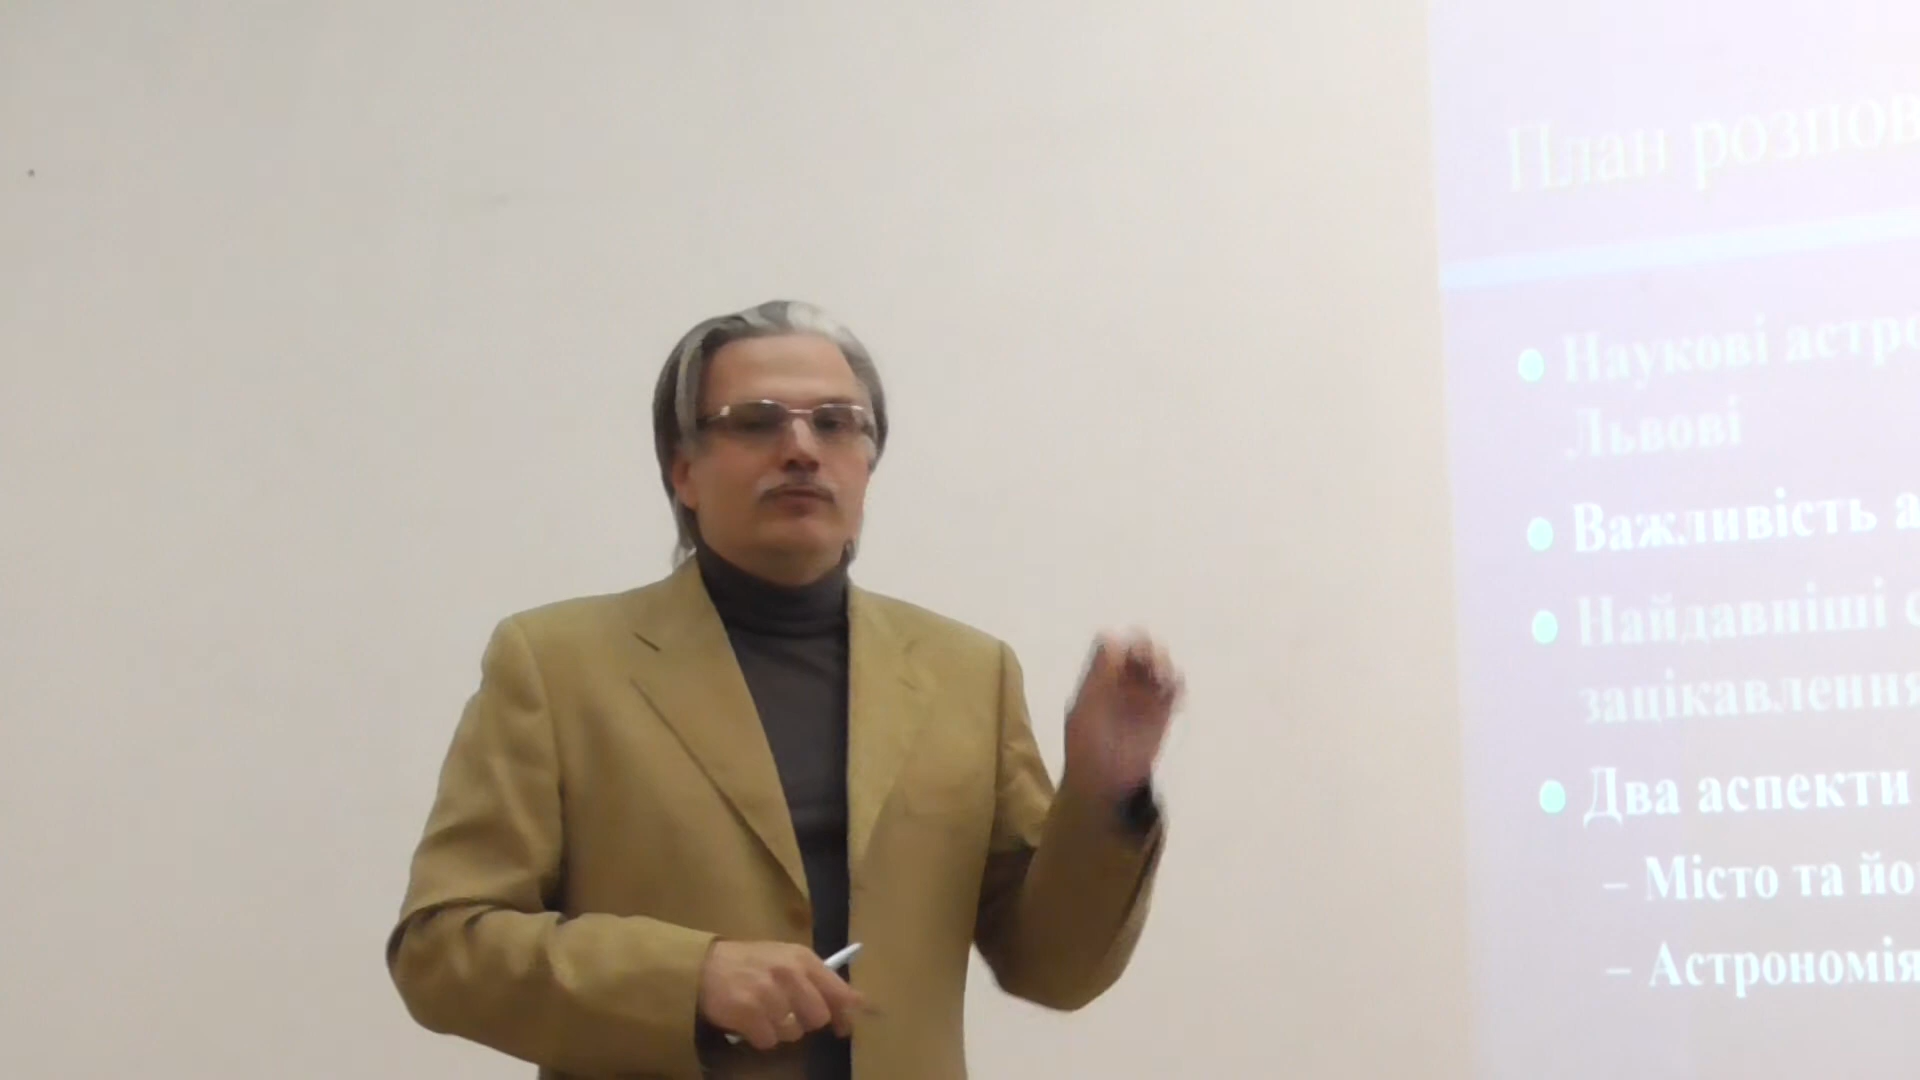 План розпов
Наукові астро
Львові
Важливість а
Найдавніші с
зацікавлення
Два аспекти
– Місто та йо
– Астрономія